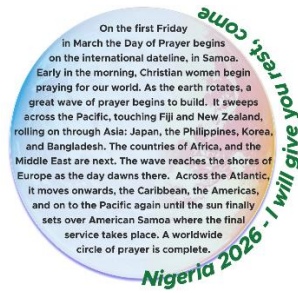 On the first Friday
in March the Day of Prayer begins
on the international dateline, in Samoa.
Early in the morning, Christian women begin
praying for our world. As the earth rotates, a
great wave of prayer begins to build. It sweeps
across the Pacific, touching Fiji and New Zealand,
rolling on through Asia: Japan, the Philippines, Korea,
and Bangladesh. The countries of Africa, and the
Middle East are next. The wave reaches the shores of
Europe as the day dawns there. Across the Atlantic,
it moves onwards, the Caribbean, the Americas,
and on to the Pacific again until the sun finally
sets over American Samoa where the final
service takes place. A worldwide
circle of prayer is complete.
Nigeria 2026 - I will give you rest, come